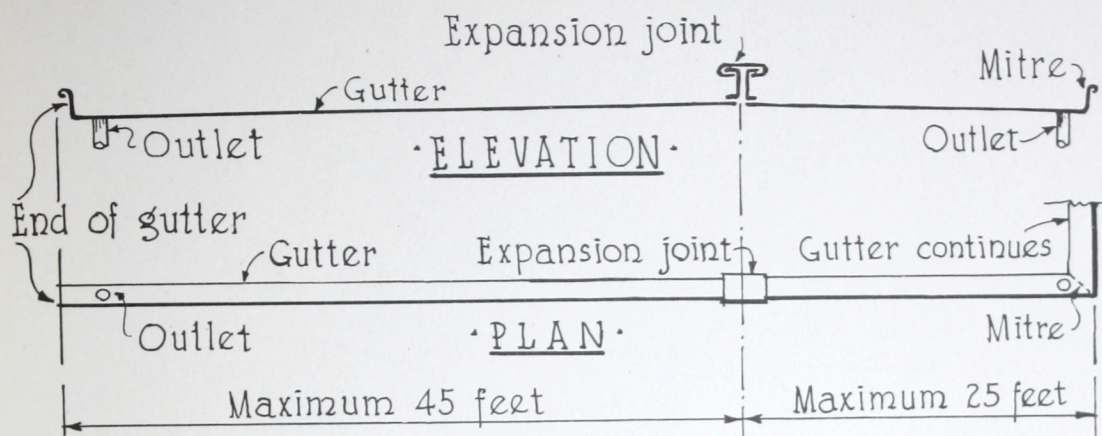 Expansion joint
Mitre
Gutter
Outlet
· ELEVATION ·
Outlet
End of gutter
Gutter
Expansion joint
Gutter continues
Outlet
· PLAN ·
Mitre
Maximum 45 feet
Maximum 25 feet